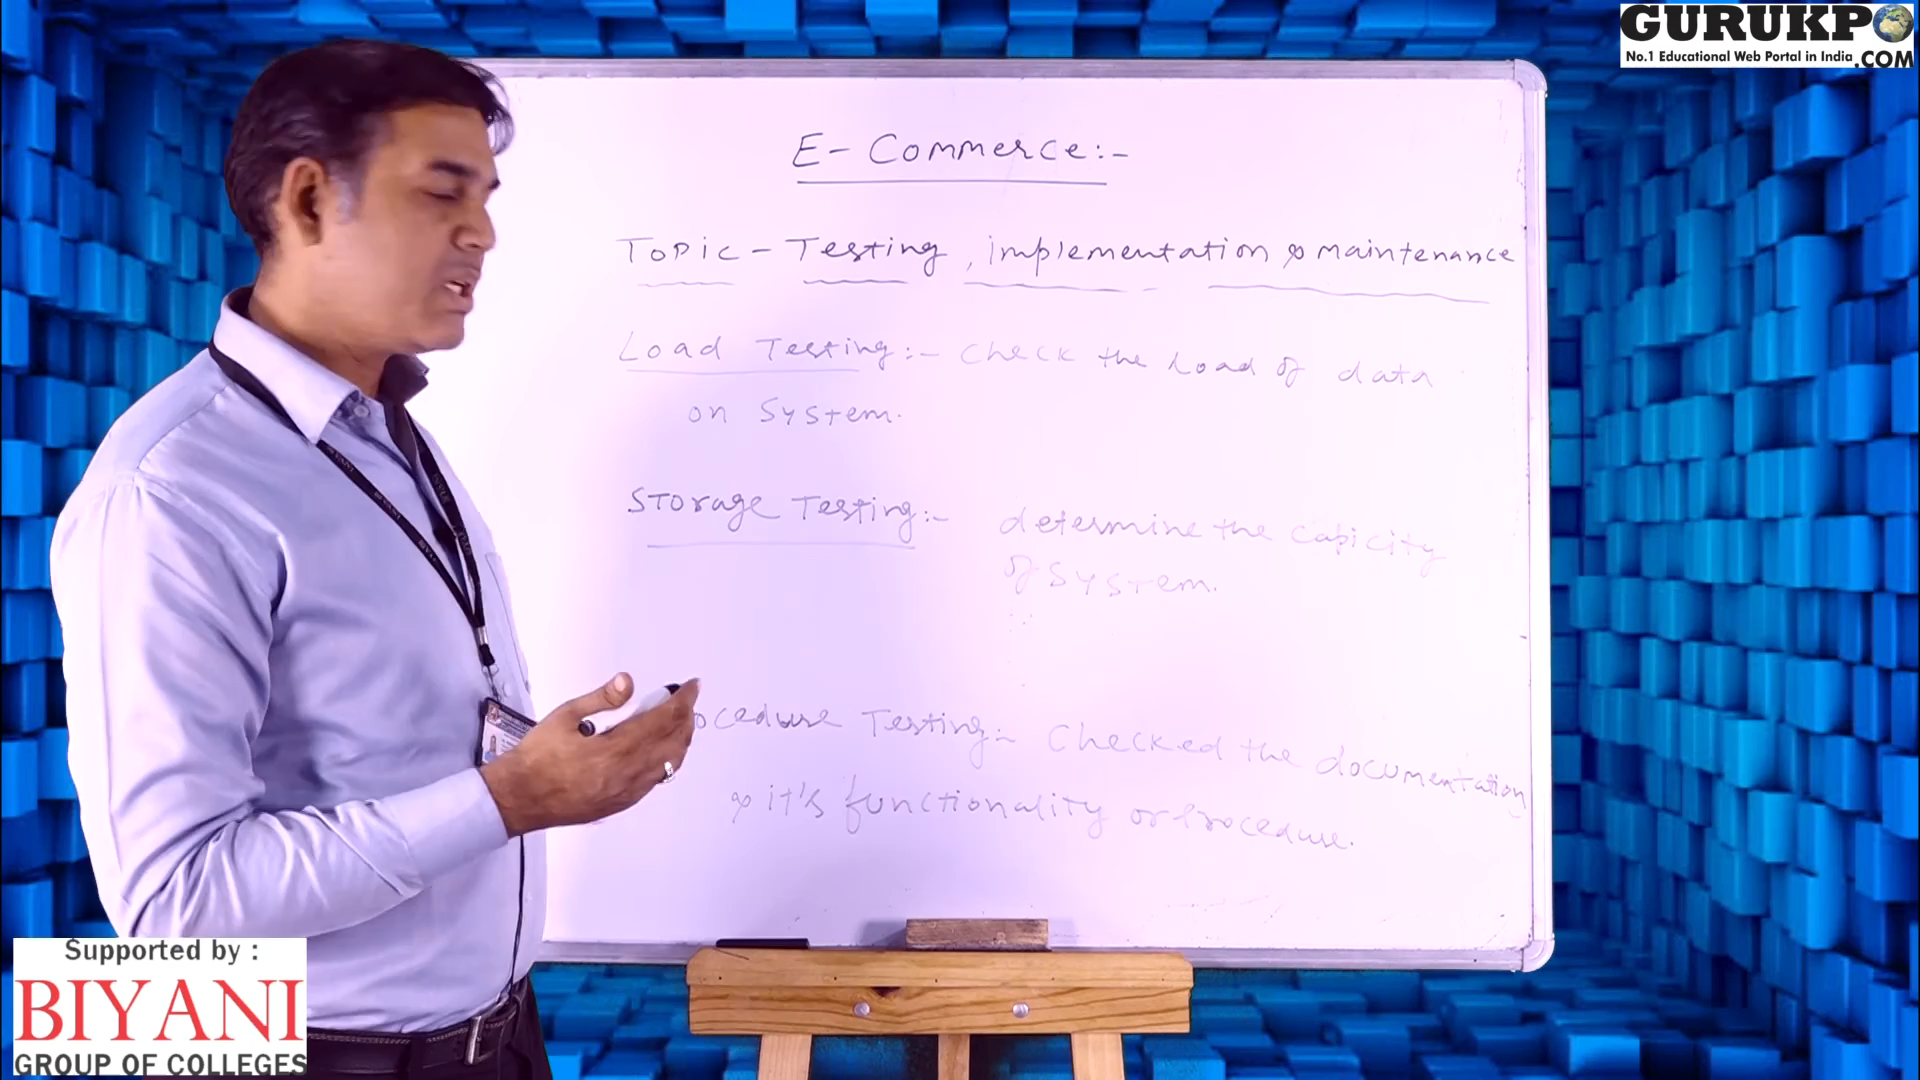 GURUKPO
No.1 Educational Web Portal in India .COM
E- Commerce:-
Topic - Testing, implementation & maintenance
Load Testing:- Check the Load of data
on System.
Storage Testing:- determine the capicity
of System.
ocedure Testing:- Checked the documentation
& it's functionality or Procedure.
Supported by :
BIYANI
GROUP OF COLLEGES